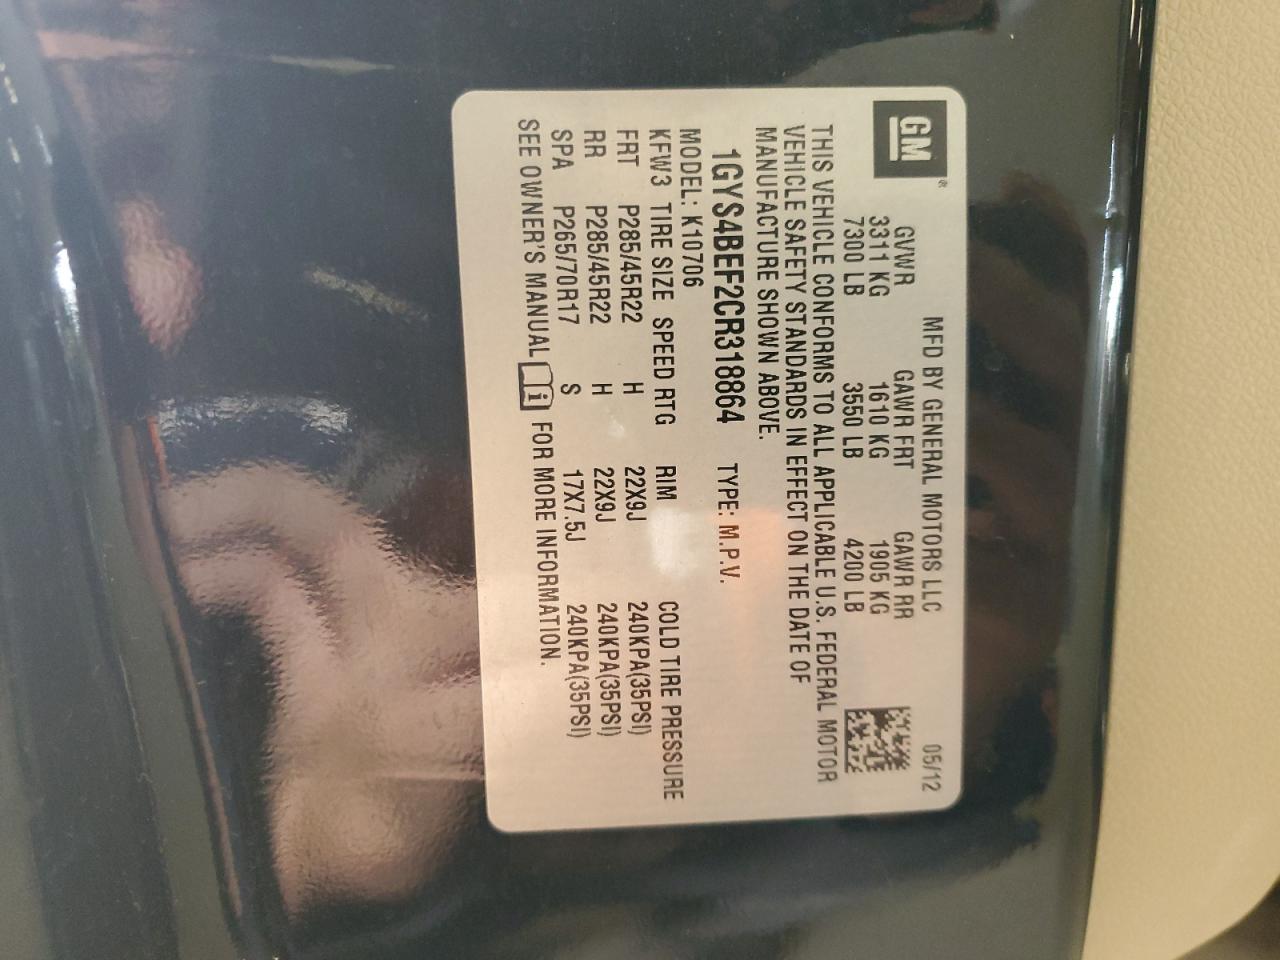 GM®
MFD BY GENERAL MOTORS LLC 05/12
GVWR GAWR FRT GAWR RR
3311 KG 1610 KG 1905 KG
7300 LB 3550 LB 4200 LB
THIS VEHICLE CONFORMS TO ALL APPLICABLE U.S. FEDERAL MOTOR
VEHICLE SAFETY STANDARDS IN EFFECT ON THE DATE OF
MANUFACTURE SHOWN ABOVE.
1GYS4BEF2CR318864 TYPE: M.P.V.
MODEL: K10706
KFW3 TIRE SIZE SPEED RTG RIM COLD TIRE PRESSURE
FRT P285/45R22 H 22X9J 240KPA(35PSI)
RR P285/45R22 H 22X9J 240KPA(35PSI)
SPA P265/70R17 S 17X7.5J 240KPA(35PSI)
SEE OWNER'S MANUAL i FOR MORE INFORMATION.